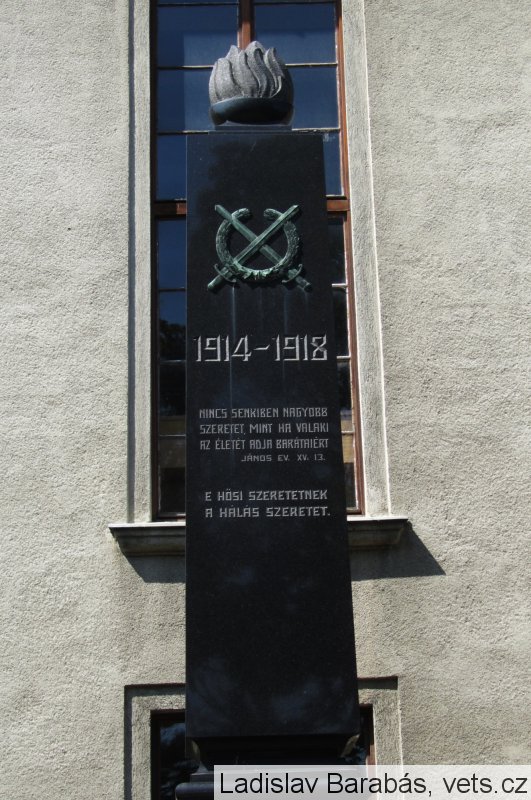 1914-1918
NINCS SENKIBEN NAGYOBB
SZERETET, MINT HA VALAKI
AZ ÉLETÉT ADJA BARÁTAIÉRT
JÁNOS EV. XV. 13.
E HŐSI SZERETETNEK
A HÁLÁS SZERETET.
Ladislav Barabás, vets.cz